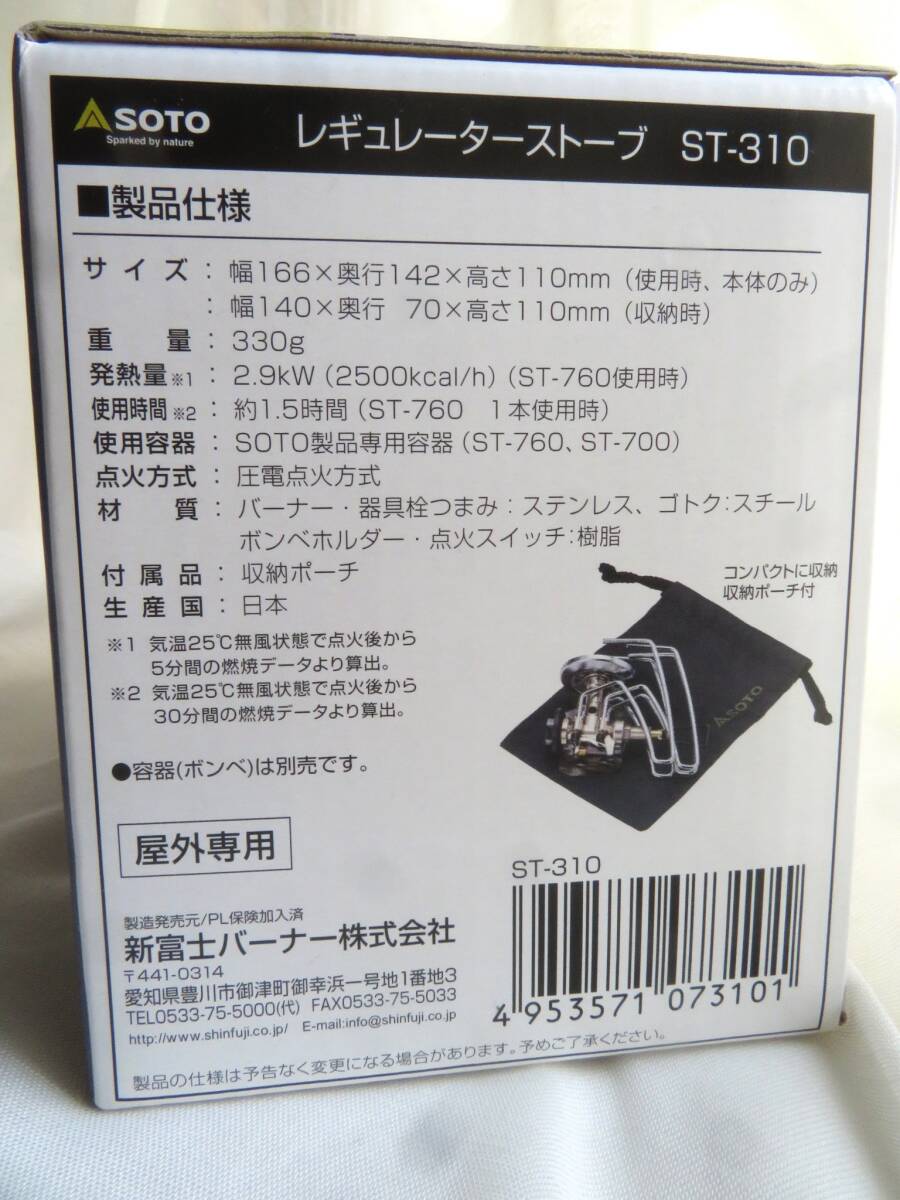 SOTO
Sparked by nature
レギュレーターストーブ ST-310
■製品仕様
サイズ：幅166×奥行142×高さ110mm（使用時、本体のみ）
：幅140×奥行 70×高さ110mm（収納時）
重量：330g
発熱量※1：2.9kW（2500kcal/h）（ST-760使用時）
使用時間※2：約1.5時間（ST-760 1本使用時）
使用容器：SOTO製品専用容器（ST-760、ST-700）
点火方式：圧電点火方式
材質：バーナー・器具栓つまみ：ステンレス、ゴトク：スチール
ボンベホルダー・点火スイッチ：樹脂
付属品：収納ポーチ
生産国：日本
コンパクトに収納
収納ポーチ付
※1 気温25℃無風状態で点火後から
5分間の燃焼データより算出。
※2 気温25℃無風状態で点火後から
30分間の燃焼データより算出。
SOTO
●容器(ボンベ)は別売です。
屋外専用
ST-310
製造発売元/PL保険加入済
新富士バーナー株式会社
〒441-0314
愛知県豊川市御津町御幸浜一号地1番地3
TEL0533-75-5000(代) FAX0533-75-5033
http://www.shinfuji.co.jp/ E-mail:info@shinfuji.co.jp
4 953571 073101
製品の仕様は予告なく変更になる場合があります。予めご了承ください。